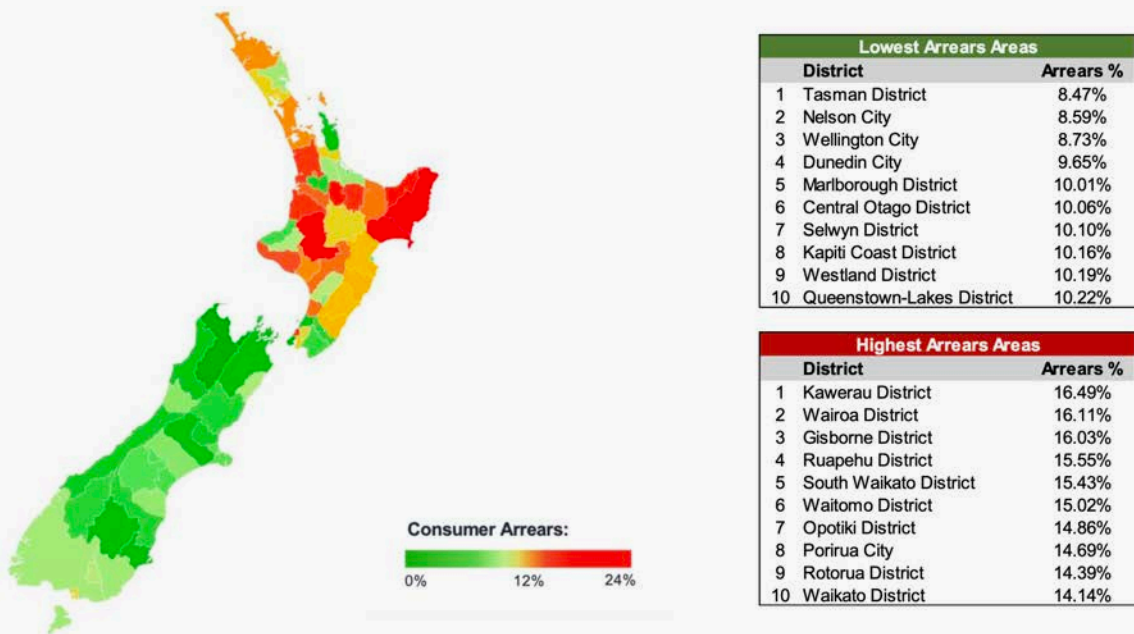 Lowest Arrears Areas
District Arrears %
1 Tasman District 8.47%
2 Nelson City 8.59%
3 Wellington City 8.73%
4 Dunedin City 9.65%
5 Marlborough District 10.01%
6 Central Otago District 10.06%
7 Selwyn District 10.10%
8 Kapiti Coast District 10.16%
9 Westland District 10.19%
10 Queenstown-Lakes District 10.22%
Highest Arrears Areas
District Arrears %
1 Kawerau District 16.49%
2 Wairoa District 16.11%
3 Gisborne District 16.03%
4 Ruapehu District 15.55%
5 South Waikato District 15.43%
6 Waitomo District 15.02%
7 Opotiki District 14.86%
8 Porirua City 14.69%
9 Rotorua District 14.39%
10 Waikato District 14.14%
Consumer Arrears:
0% 12% 24%